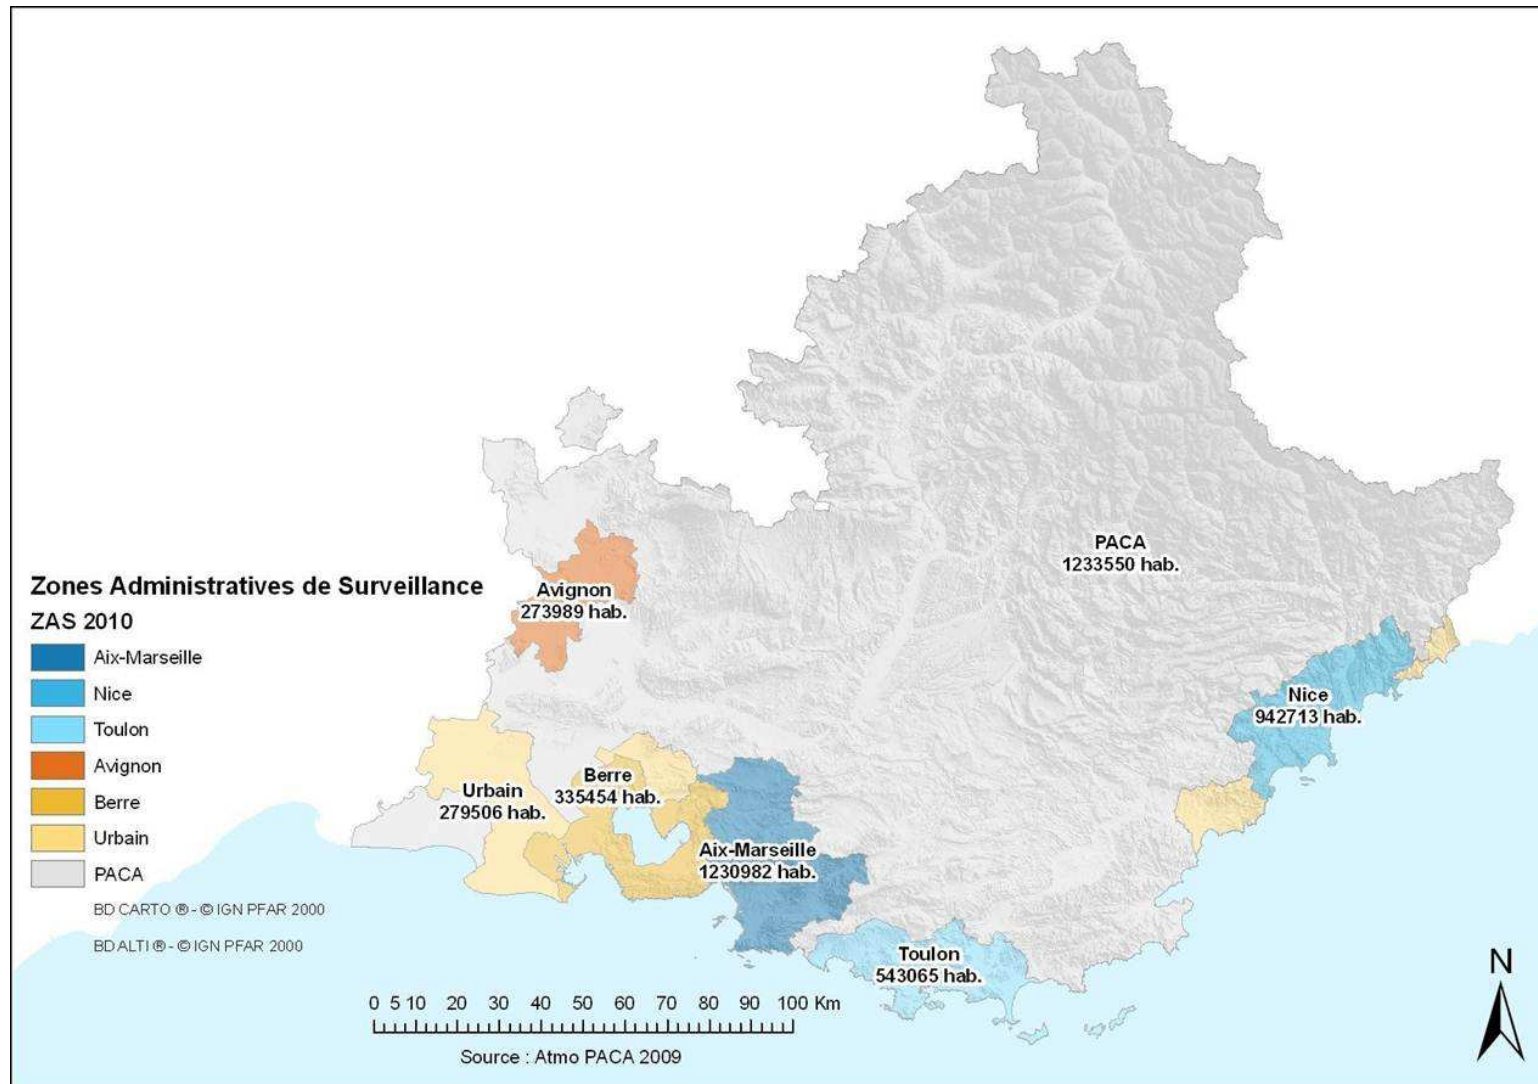 PACA
1233550 hab.
Avignon
273989 hab.
Nice
942713 hab.
Berre
335454 hab.
Urbain
279506 hab.
Aix-Marseille
1230982 hab.
Toulon
543065 hab.
Zones Administratives de Surveillance
ZAS 2010
Aix-Marseille
Nice
Toulon
Avignon
Berre
Urbain
PACA
BD CARTO ® - © IGN PFAR 2000
BD ALTI ® - © IGN PFAR 2000
0 5 10 20 30 40 50 60 70 80 90 100 Km
Source : Atmo PACA 2009
N